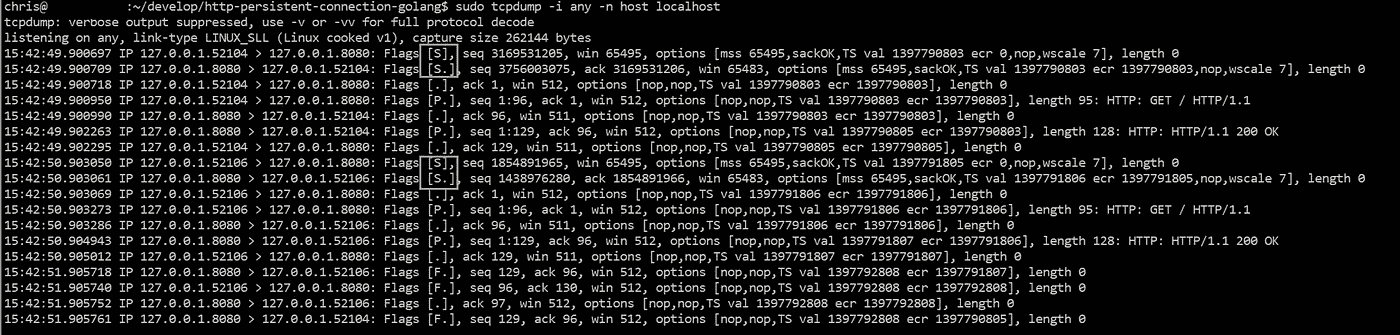 chris@ :~/develop/http-persistent-connection-golang$ sudo tcpdump -i any -n host localhost
tcpdump: verbose output suppressed, use -v or -vv for full protocol decode
listening on any, link-type LINUX_SLL (Linux cooked v1), capture size 262144 bytes
15:42:49.900697 IP 127.0.0.1.52104 > 127.0.0.1.8080: Flags [S], seq 3169531205, win 65495, options [mss 65495,sackOK,TS val 1397790803 ecr 0,nop,wscale 7], length 0
15:42:49.900709 IP 127.0.0.1.8080 > 127.0.0.1.52104: Flags [S.], seq 3756003075, ack 3169531206, win 65483, options [mss 65495,sackOK,TS val 1397790803 ecr 1397790803,nop,wscale 7], length 0
15:42:49.900718 IP 127.0.0.1.52104 > 127.0.0.1.8080: Flags [.], ack 1, win 512, options [nop,nop,TS val 1397790803 ecr 1397790803], length 0
15:42:49.900950 IP 127.0.0.1.52104 > 127.0.0.1.8080: Flags [P.], seq 1:96, ack 1, win 512, options [nop,nop,TS val 1397790803 ecr 1397790803], length 95: HTTP: GET / HTTP/1.1
15:42:49.900990 IP 127.0.0.1.8080 > 127.0.0.1.52104: Flags [.], ack 96, win 511, options [nop,nop,TS val 1397790803 ecr 1397790803], length 0
15:42:49.902263 IP 127.0.0.1.8080 > 127.0.0.1.52104: Flags [P.], seq 1:129, ack 96, win 512, options [nop,nop,TS val 1397790805 ecr 1397790803], length 128: HTTP: HTTP/1.1 200 OK
15:42:49.902295 IP 127.0.0.1.52104 > 127.0.0.1.8080: Flags [.], ack 129, win 511, options [nop,nop,TS val 1397790805 ecr 1397790805], length 0
15:42:50.903050 IP 127.0.0.1.52106 > 127.0.0.1.8080: Flags [S], seq 1854891965, win 65495, options [mss 65495,sackOK,TS val 1397791805 ecr 0,nop,wscale 7], length 0
15:42:50.903061 IP 127.0.0.1.8080 > 127.0.0.1.52106: Flags [S.], seq 1438976280, ack 1854891966, win 65483, options [mss 65495,sackOK,TS val 1397791806 ecr 1397791805,nop,wscale 7], length 0
15:42:50.903069 IP 127.0.0.1.52106 > 127.0.0.1.8080: Flags [.], ack 1, win 512, options [nop,nop,TS val 1397791806 ecr 1397791806], length 0
15:42:50.903273 IP 127.0.0.1.52106 > 127.0.0.1.8080: Flags [P.], seq 1:96, ack 1, win 512, options [nop,nop,TS val 1397791806 ecr 1397791806], length 95: HTTP: GET / HTTP/1.1
15:42:50.903286 IP 127.0.0.1.8080 > 127.0.0.1.52106: Flags [.], ack 96, win 511, options [nop,nop,TS val 1397791806 ecr 1397791806], length 0
15:42:50.904943 IP 127.0.0.1.8080 > 127.0.0.1.52106: Flags [P.], seq 1:129, ack 96, win 512, options [nop,nop,TS val 1397791807 ecr 1397791806], length 128: HTTP: HTTP/1.1 200 OK
15:42:50.905012 IP 127.0.0.1.52106 > 127.0.0.1.8080: Flags [.], ack 129, win 511, options [nop,nop,TS val 1397791807 ecr 1397791807], length 0
15:42:51.905718 IP 127.0.0.1.8080 > 127.0.0.1.52106: Flags [F.], seq 129, ack 96, win 512, options [nop,nop,TS val 1397792808 ecr 1397791807], length 0
15:42:51.905740 IP 127.0.0.1.52106 > 127.0.0.1.8080: Flags [F.], seq 96, ack 130, win 512, options [nop,nop,TS val 1397792808 ecr 1397792808], length 0
15:42:51.905752 IP 127.0.0.1.8080 > 127.0.0.1.52106: Flags [.], ack 97, win 512, options [nop,nop,TS val 1397792808 ecr 1397792808], length 0
15:42:51.905761 IP 127.0.0.1.8080 > 127.0.0.1.52104: Flags [F.], seq 129, ack 96, win 512, options [nop,nop,TS val 1397792808 ecr 1397790805], length 0